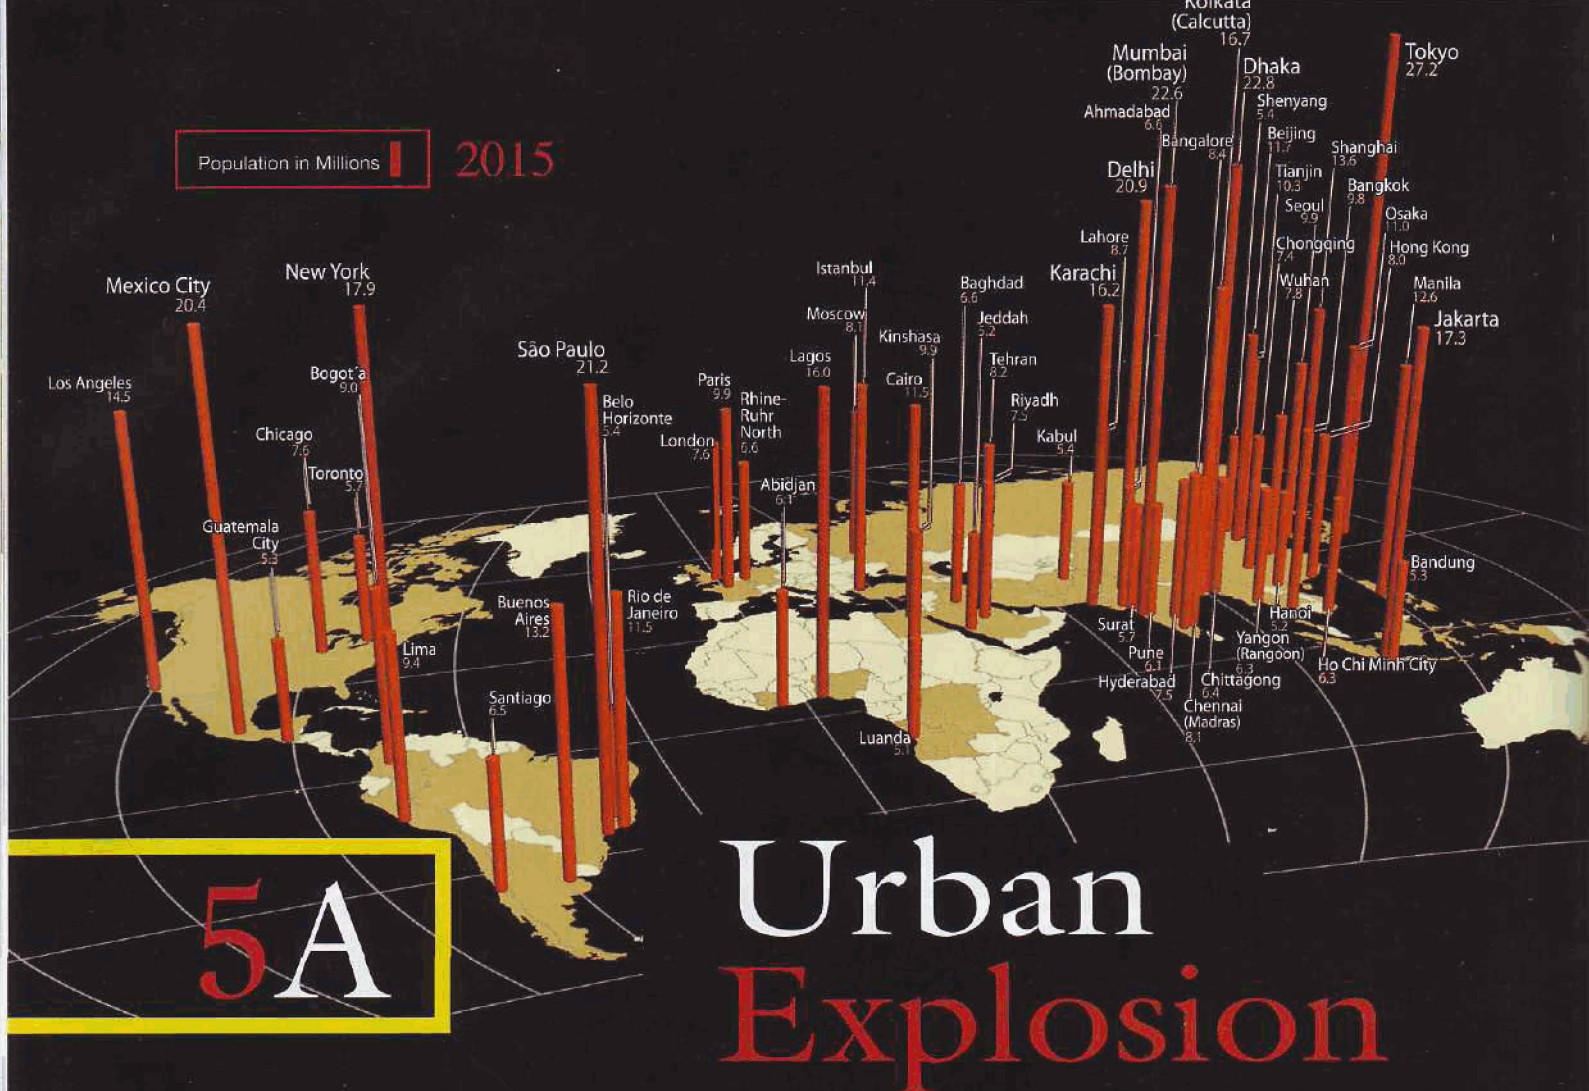 Kolkata
(Calcutta)
16.7
Mumbai
(Bombay)
22.6
Dhaka
22.8
Tokyo
27.2
Ahmadabad
6.6
Shenyang
5.4
Bangalore
8.4
Beijing
11.7
Shanghai
13.6
Population in Millions
2015
Delhi
20.9
Tianjin
10.3
Bangkok
9.8
Seoul
9.9
Osaka
11.0
Lahore
8.7
Chongqing
7.4
Hong Kong
8.0
Mexico City
20.4
New York
17.9
Istanbul
11.4
Baghdad
6.6
Karachi
16.2
Wuhan
7.8
Manila
12.6
Moscow
8.1
Jeddah
5.2
Jakarta
17.3
Kinshasa
9.9
São Paulo
21.2
Lagos
16.0
Tehran
8.2
Los Angeles
14.5
Bogot´a
9.0
Paris
9.9
Cairo
11.5
Belo
Horizonte
5.4
Rhine-
Ruhr
North
6.6
Riyadh
7.5
Chicago
7.6
London
7.6
Kabul
5.4
Toronto
5.7
Abidjan
6.1
Guatemala
City
5.3
Bandung
5.3
Buenos
Aires
13.2
Rio de
Janeiro
11.5
Surat
5.7
Hanoi
5.2
Lima
9.4
Pune
6.1
Yangon
(Rangoon)
6.3
Ho Chi Minh City
6.3
Hyderabad
7.5
Chittagong
6.4
Santiago
6.5
Chennai
(Madras)
8.1
Luanda
5.1
5A
Urban
Explosion